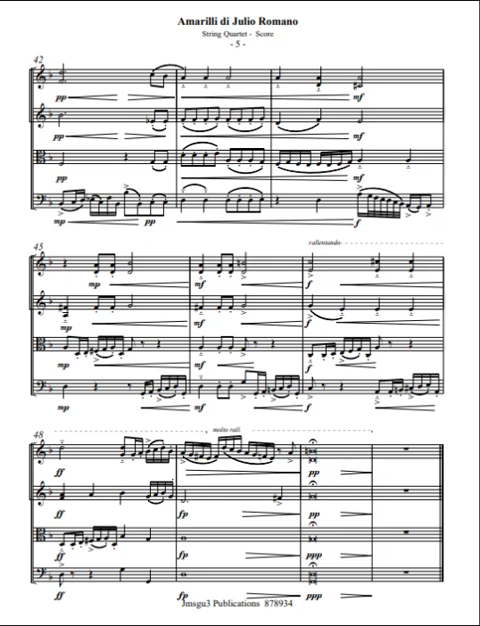 Amarilli di Julio Romano
String Quartet - Score
- 5 -
42
pp
mf
pp
mf
pp
mf
mp
pp
f
45
rallentando
mp
mf
f
mp
mf
f
mp
mf
f
mp
mf
f
48
molto rall.
ff
pp
ff
fp
pp
ff
fp
ppp
ff
fp
ppp
Jmsgu3 Publications 878934